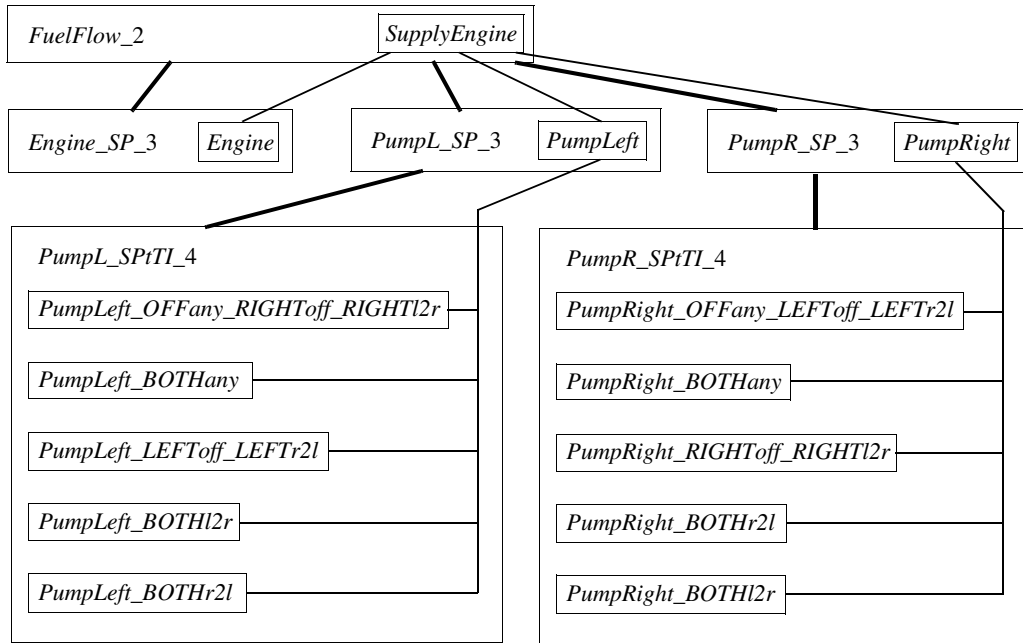 FuelFlow_2 SupplyEngine
Engine_SP_3 Engine
PumpL_SP_3 PumpLeft
PumpR_SP_3 PumpRight
PumpL_SPtTI_4
PumpLeft_OFFany_RIGHToff_RIGHTl2r
PumpLeft_BOTHany
PumpLeft_LEFToff_LEFTr2l
PumpLeft_BOTHl2r
PumpLeft_BOTHr2l
PumpR_SPtTI_4
PumpRight_OFFany_LEFToff_LEFTr2l
PumpRight_BOTHany
PumpRight_RIGHToff_RIGHTl2r
PumpRight_BOTHr2l
PumpRight_BOTHl2r